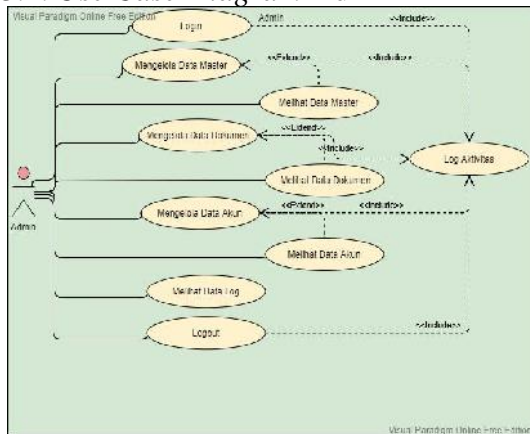 Visual Paradigm Online Free Edition
Login
Admin
<<Include>>
Mengelola Data Master
<<Extend>>
<<Include>>
Melihat Data Master
Mengelola Data Dokumen
<<Extend>>
<<Include>>
Log Aktivitas
Melihat Data Dokumen
Admin
Mengelola Data Akun
<<Extend>>
<<Include>>
Melihat Data Akun
Melihat Data Log
Logout
<<Include>>
Visual Paradigm Online Free Edition